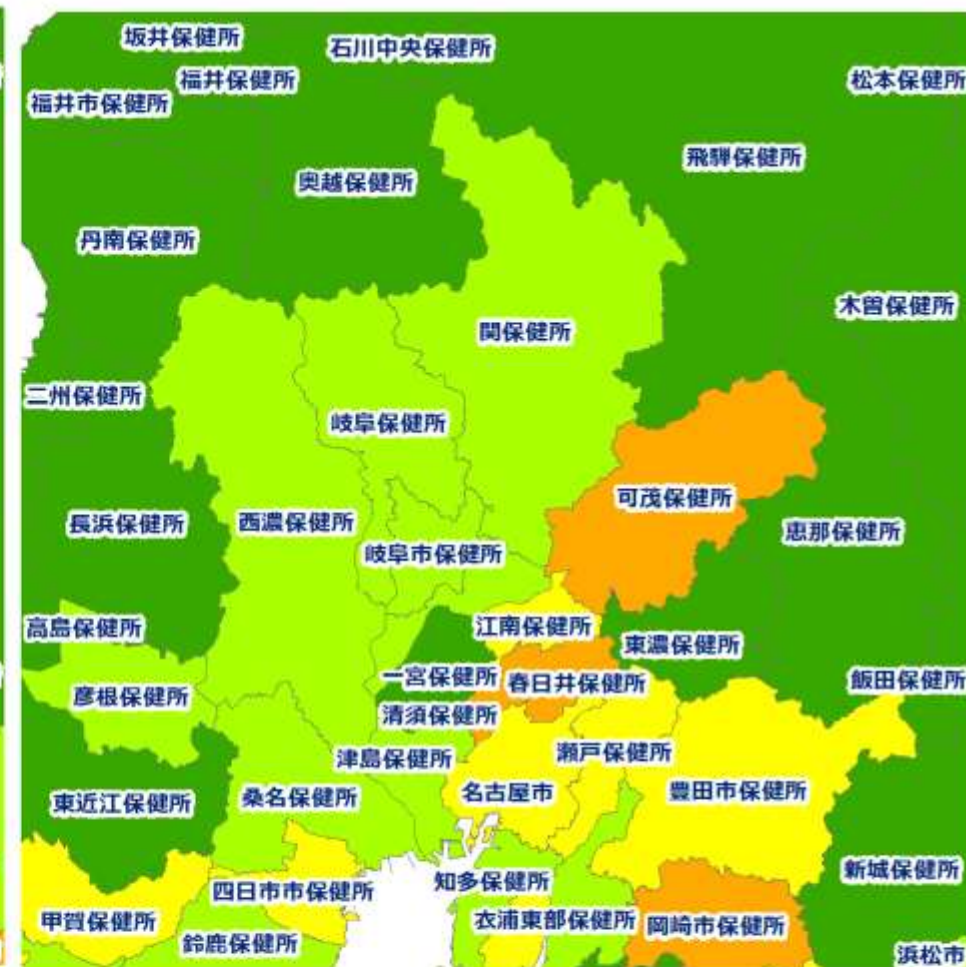 坂井保健所
石川中央保健所
福井保健所
松本保健所
福井市保健所
飛騨保健所
奥越保健所
丹南保健所
木曽保健所
関保健所
二州保健所
岐阜保健所
可茂保健所
長浜保健所
西濃保健所
恵那保健所
岐阜市保健所
高島保健所
江南保健所
東濃保健所
一宮保健所
春日井保健所
飯田保健所
彦根保健所
清須保健所
津島保健所
瀬戸保健所
東近江保健所
桑名保健所
名古屋市
豊田市保健所
新城保健所
四日市市保健所
知多保健所
甲賀保健所
衣浦東部保健所
岡崎市保健所
鈴鹿保健所
浜松市